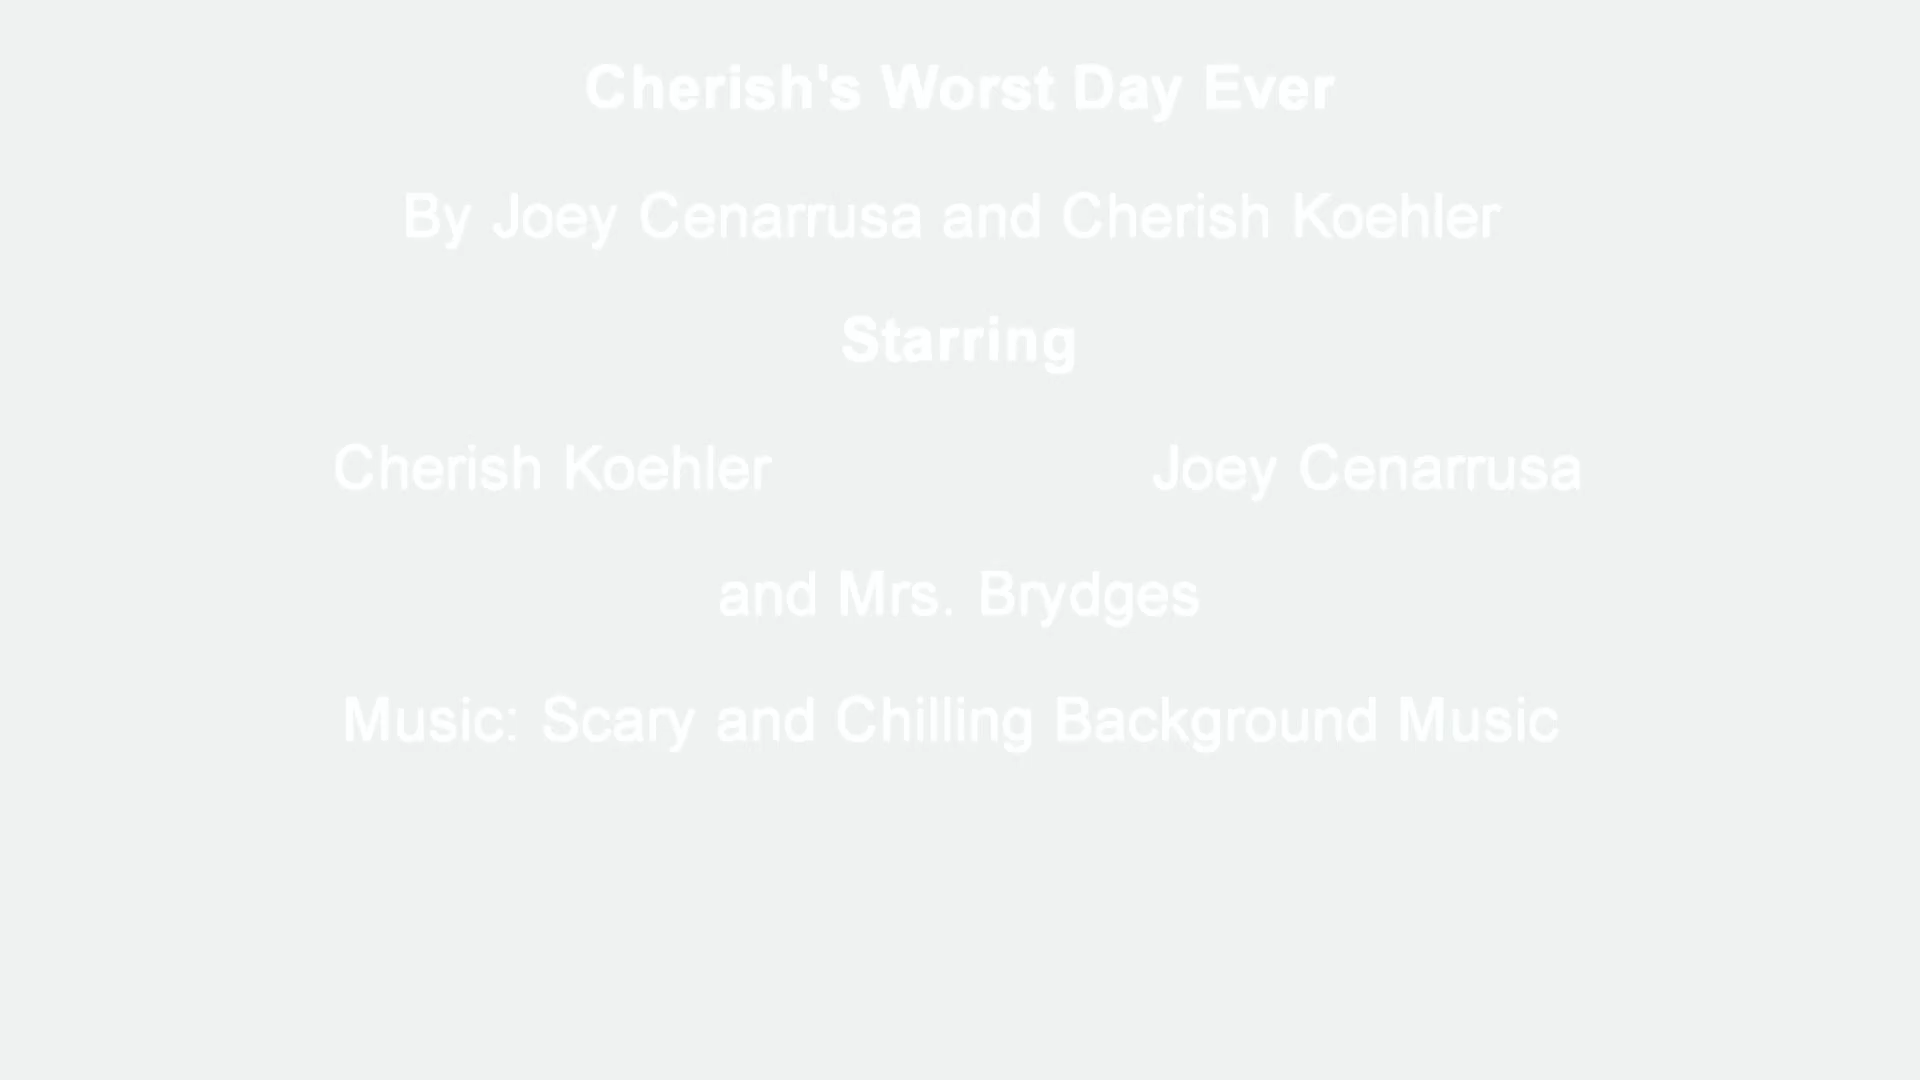 Cherish's Worst Day Ever
By Joey Cenarrusa and Cherish Koehler
Starring
Cherish Koehler Joey Cenarrusa
and Mrs. Brydges
Music: Scary and Chilling Background Music